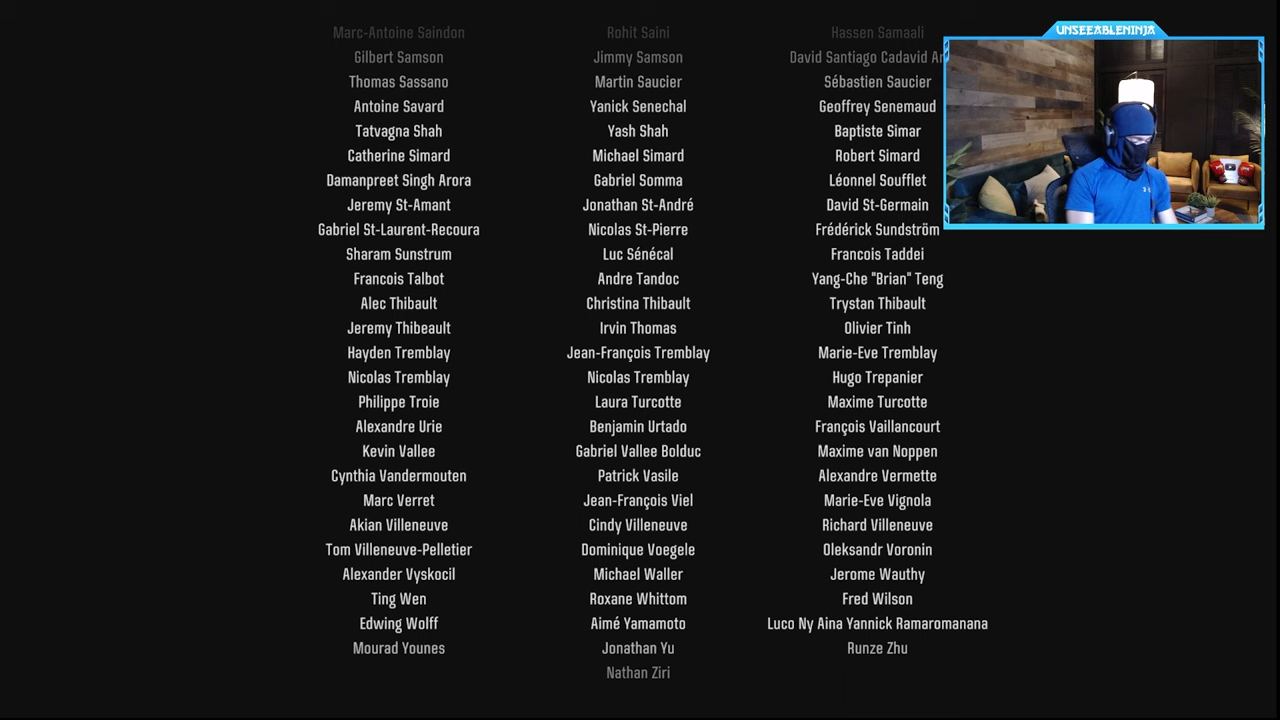 UNSEEABLENINJA
Marc-Antoine Saindon Rohit Saini Hassen Samaali
Gilbert Samson Jimmy Samson David Santiago Cadavid
Thomas Sassano Martin Saucier Sébastien Saucier
Antoine Savard Yanick Senechal Geoffrey Senemaud
Tatvagna Shah Yash Shah Baptiste Simar
Catherine Simard Michael Simard Robert Simard
Damanpreet Singh Arora Gabriel Somma Léonnel Soufflet
Jeremy St-Amant Jonathan St-André David St-Germain
Gabriel St-Laurent-Recoura Nicolas St-Pierre Frédérick Sundström
Sharam Sunstrum Luc Sénécal Francois Taddei
Francois Talbot Andre Tandoc Yang-Che "Brian" Teng
Alec Thibault Christina Thibault Trystan Thibault
Jeremy Thibeault Irvin Thomas Olivier Tinh
Hayden Tremblay Jean-François Tremblay Marie-Eve Tremblay
Nicolas Tremblay Nicolas Tremblay Hugo Trepanier
Philippe Troie Laura Turcotte Maxime Turcotte
Alexandre Urie Benjamin Urtado François Vaillancourt
Kevin Vallee Gabriel Vallee Bolduc Maxime van Noppen
Cynthia Vandermouten Patrick Vasile Alexandre Vermette
Marc Verret Jean-François Viel Marie-Eve Vignola
Akian Villeneuve Cindy Villeneuve Richard Villeneuve
Tom Villeneuve-Pelletier Dominique Voegele Oleksandr Voronin
Alexander Vyskocil Michael Waller Jerome Wauthy
Ting Wen Roxane Whittom Fred Wilson
Edwing Wolff Aimé Yamamoto Luco Ny Aina Yannick Ramaromanana
Mourad Younes Jonathan Yu Runze Zhu
Nathan Ziri